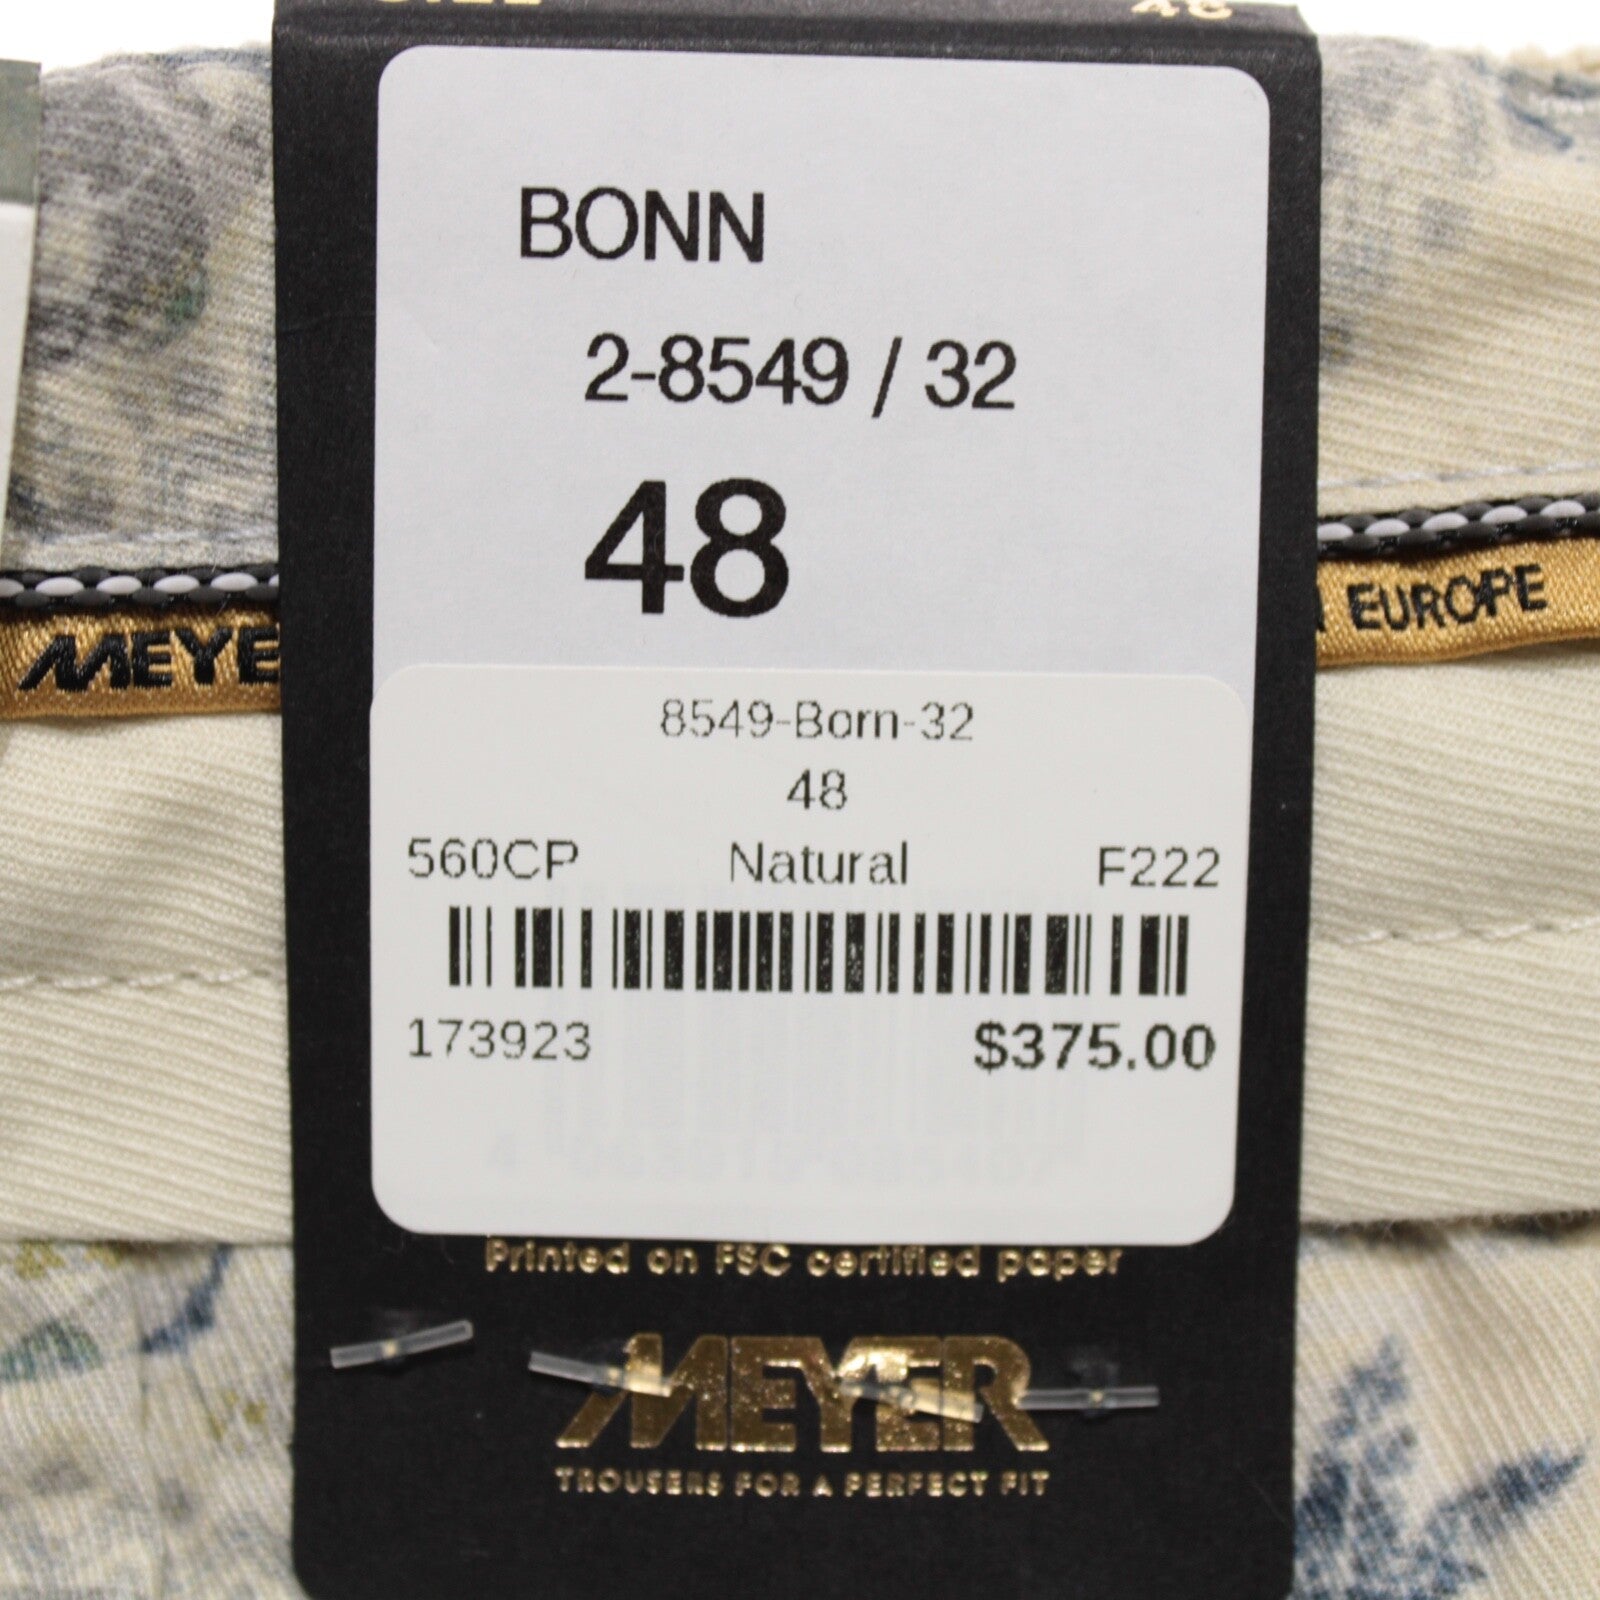 48
BONN
2-8549 / 32
48
MEYE
EUROPE
8549-Born-32
48
560CP Natural F222
173923 $375.00
Printed on FSC certified paper
MEYER
TROUSERS FOR A PERFECT FIT